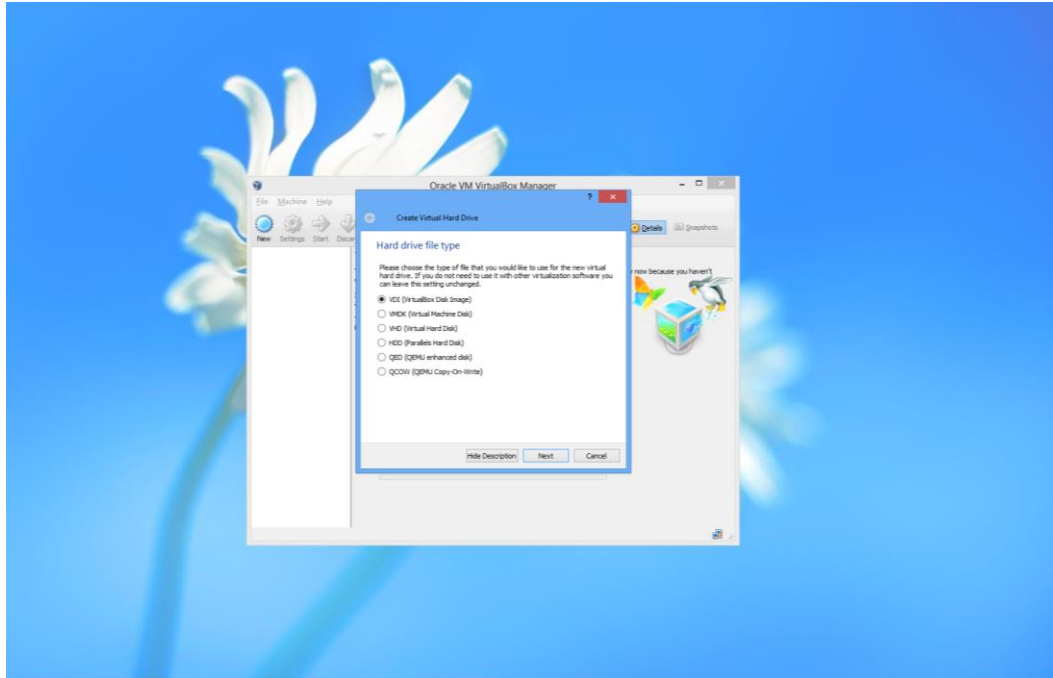 Oracle VM VirtualBox Manager
File Machine Help
?
Create Virtual Hard Drive
New Settings Start Discar
Details Snapshots
Hard drive file type
Please choose the type of file that you would like to use for the new virtual
hard drive. If you do not need to use it with other virtualization software you
can leave this setting unchanged.
now because you haven't
VDI (VirtualBox Disk Image)
VMDK (Virtual Machine Disk)
VHD (Virtual Hard Disk)
HDD (Parallels Hard Disk)
QED (QEMU enhanced disk)
QCOW (QEMU Copy-On-Write)
Hide Description Next Cancel